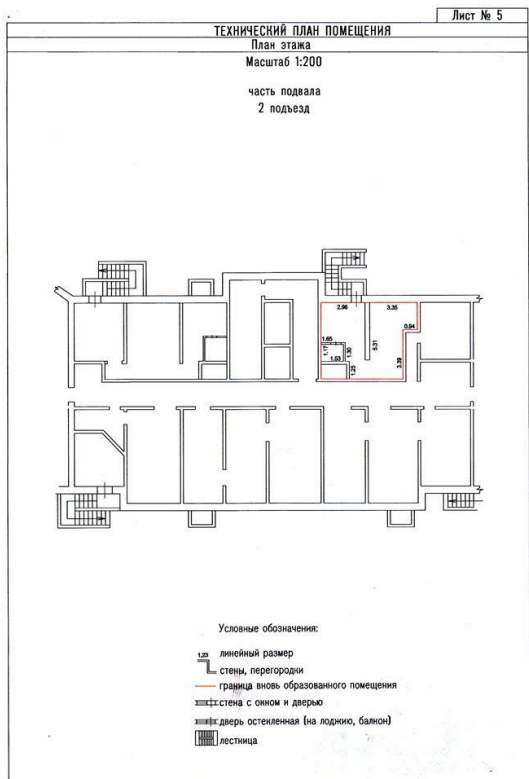 Лист № 5
ТЕХНИЧЕСКИЙ ПЛАН ПОМЕЩЕНИЯ
План этажа
Масштаб 1:200
часть подвала
2 подъезд
2.96 3.35
0.94
1.65
1.17 1.30 5.31
1.53
1.25 3.39
Условные обозначения:
1,23 линейный размер
стены, перегородки
граница вновь образованного помещения
стена с окном и дверью
дверь остекленная (на лоджию, балкон)
лестница